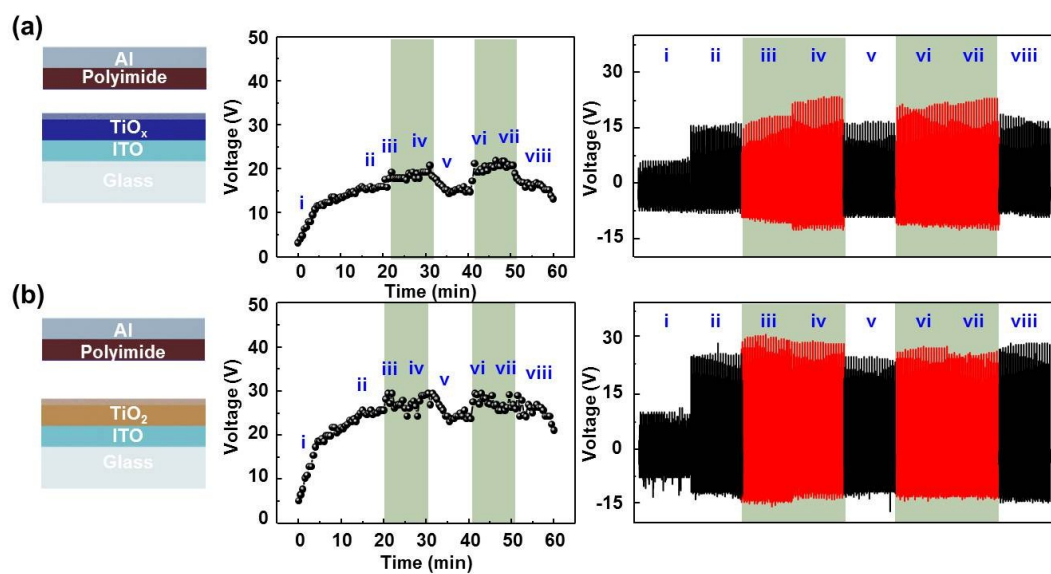 (a)
Al
Polyimide
TiOx
ITO
Glass
Voltage (V)
50
40
30
20
10
0
i
ii
iii
iv
v
vi
vii
viii
0 10 20 30 40 50 60
Time (min)
Voltage (V)
30
15
0
-15
i ii iii iv v vi vii viii
(b)
Al
Polyimide
TiO2
ITO
Glass
Voltage (V)
50
40
30
20
10
0
i
ii
iii
iv
v
vi
vii
viii
0 10 20 30 40 50 60
Time (min)
Voltage (V)
30
15
0
-15
i ii iii iv v vi vii viii